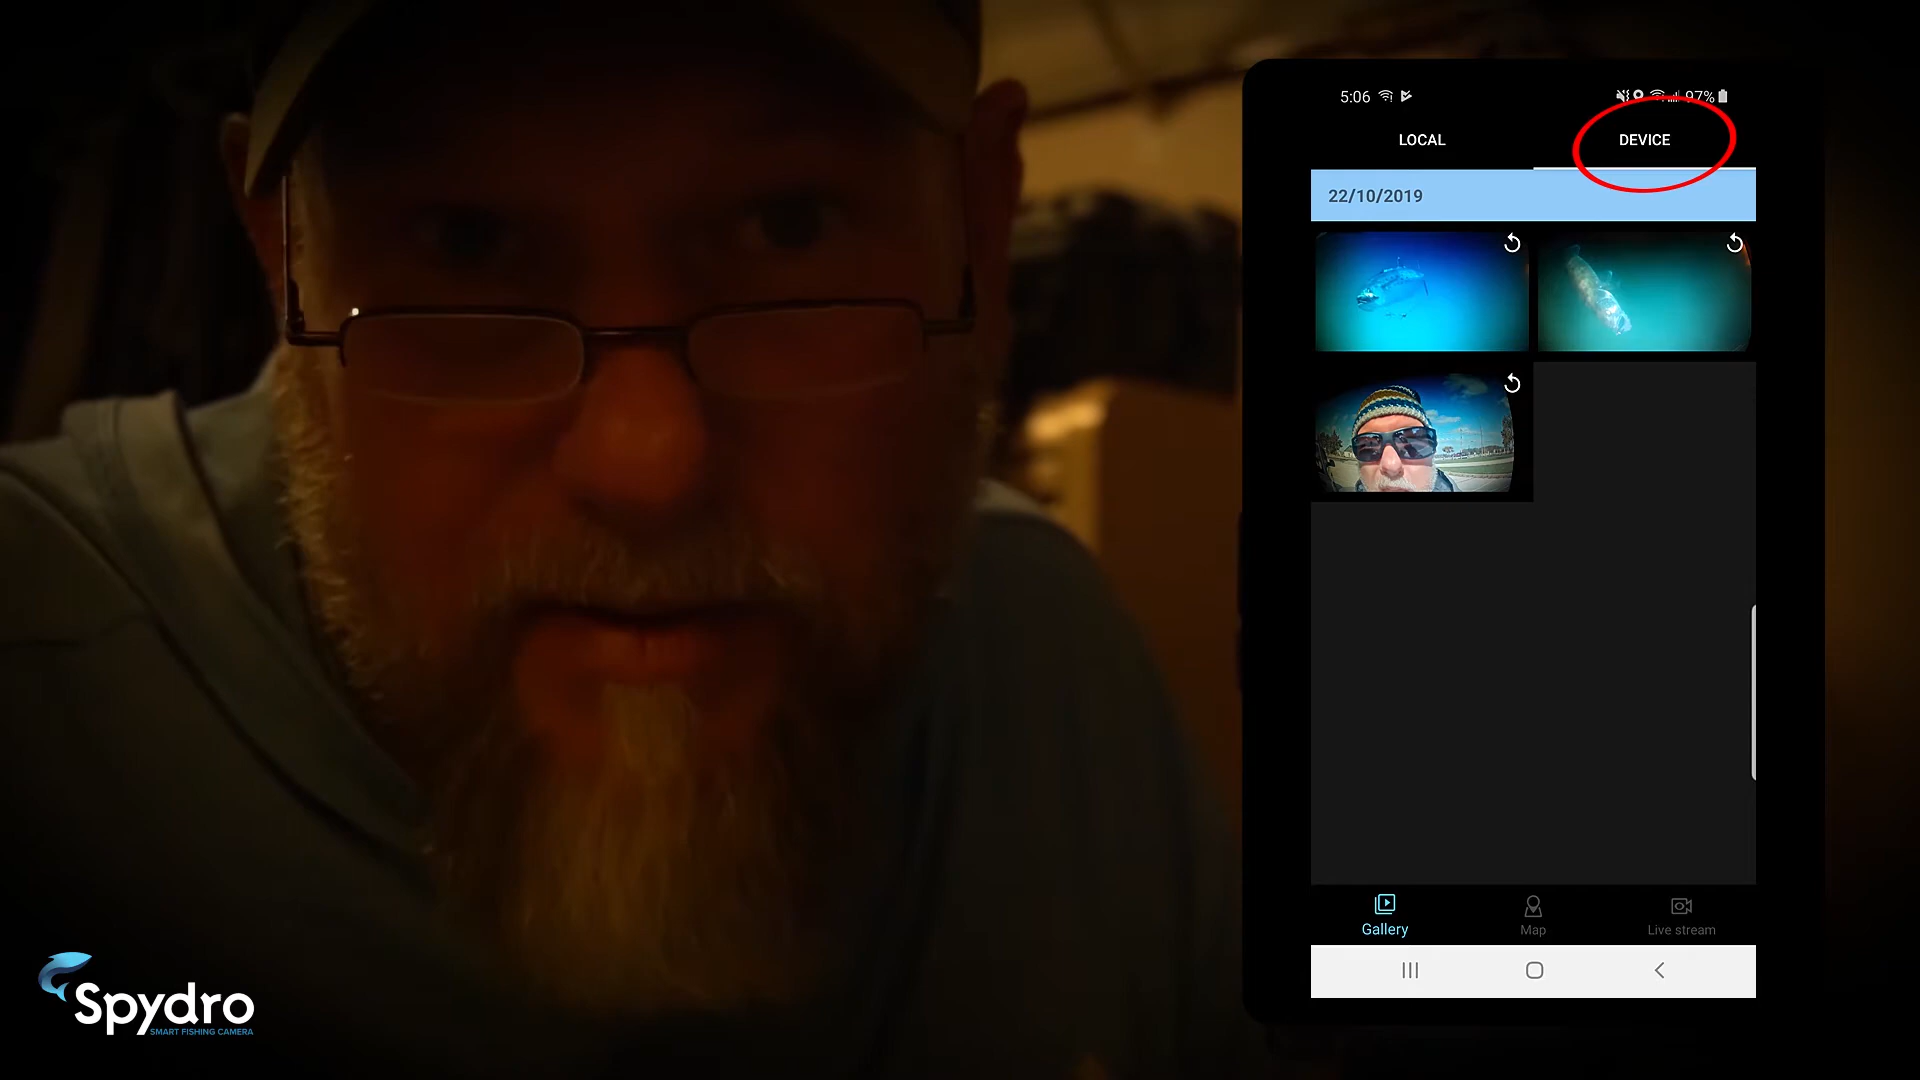 5:06
97%
LOCAL
DEVICE
22/10/2019
Gallery
Map
Live stream
Spydro
SMART FISHING CAMERA